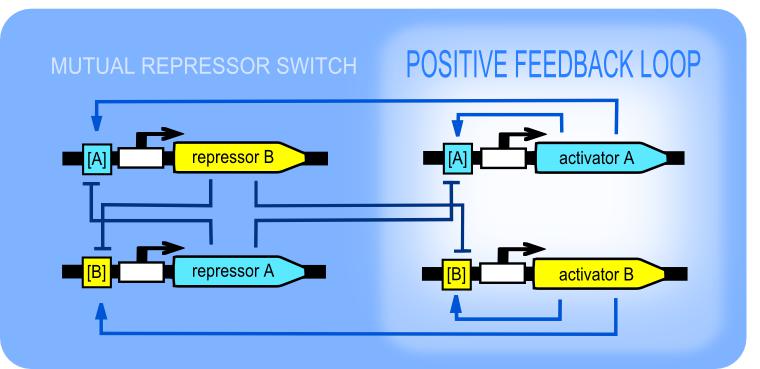 MUTUAL REPRESSOR SWITCH
POSITIVE FEEDBACK LOOP
[A] repressor B
[A] activator A
[B] repressor A
[B] activator B